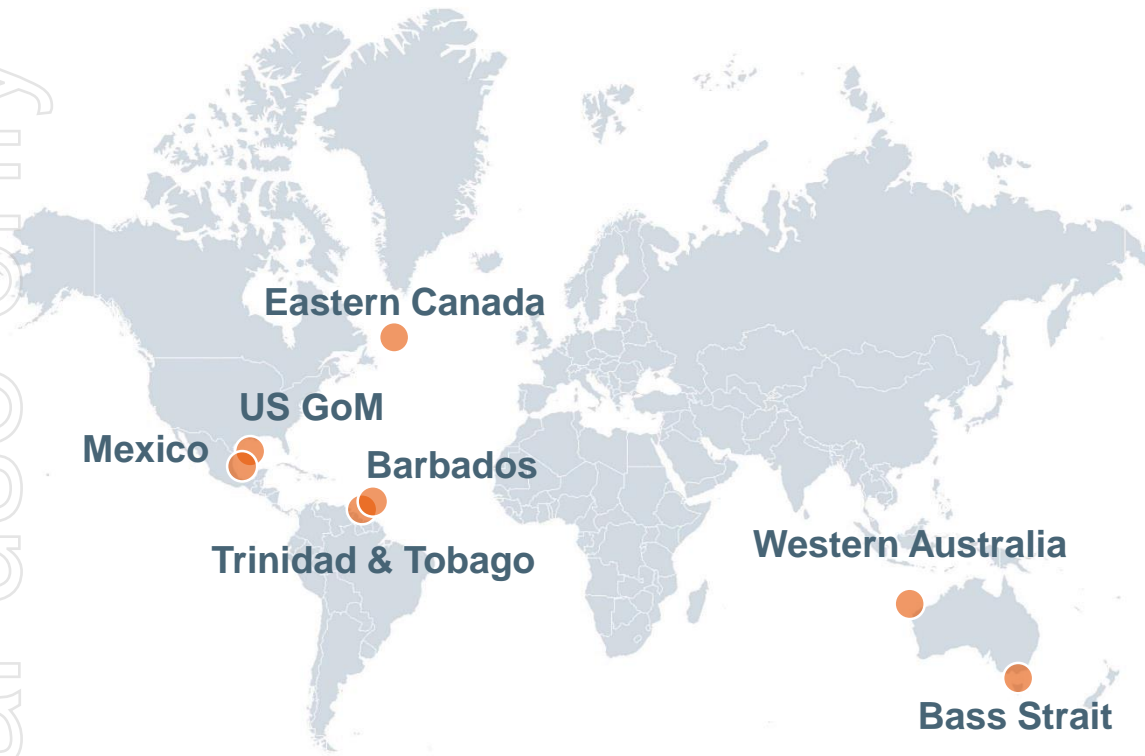 Eastern Canada
US GoM
Mexico
Barbados
Trinidad & Tobago
Western Australia
Bass Strait